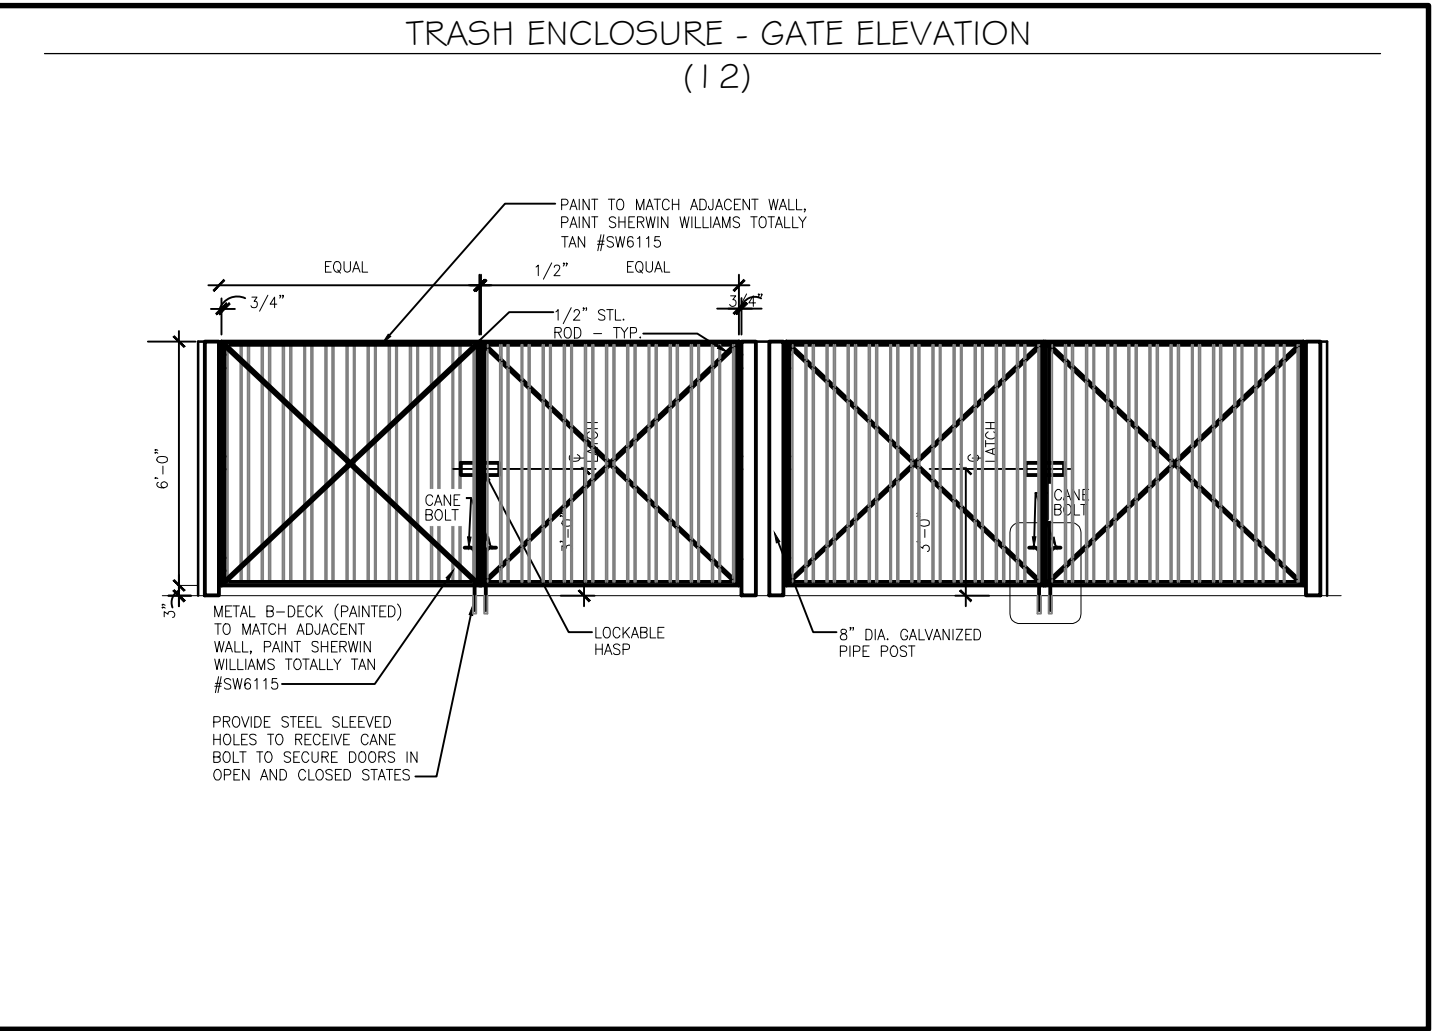 TRASH ENCLOSURE - GATE ELEVATION
(12)
PAINT TO MATCH ADJACENT WALL,
PAINT SHERWIN WILLIAMS TOTALLY
TAN #SW6115
EQUAL
1/2"
EQUAL
3/4"
3/4"
1/2" STL.
ROD - TYP.
6'-0"
3"
℄
LATCH
℄
LATCH
CANE
BOLT
CANE
BOLT
3'-0"
3'-0"
METAL B-DECK (PAINTED)
TO MATCH ADJACENT
WALL, PAINT SHERWIN
WILLIAMS TOTALLY TAN
#SW6115
LOCKABLE
HASP
8" DIA. GALVANIZED
PIPE POST
PROVIDE STEEL SLEEVED
HOLES TO RECEIVE CANE
BOLT TO SECURE DOORS IN
OPEN AND CLOSED STATES